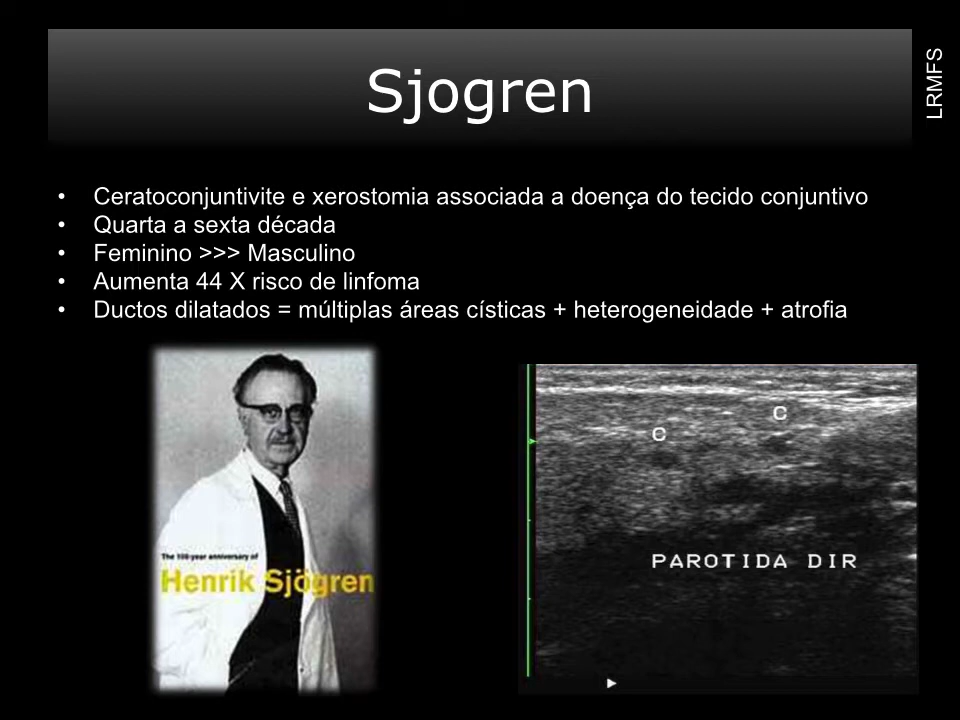 Sjogren
LRMFS
• Ceratoconjuntivite e xerostomia associada a doença do tecido conjuntivo
• Quarta a sexta década
• Feminino >>> Masculino
• Aumenta 44 X risco de linfoma
• Ductos dilatados = múltiplas áreas císticas + heterogeneidade + atrofia
The 100-year anniversary of
Henrik Sjögren
C
C
PAROTIDA DIR